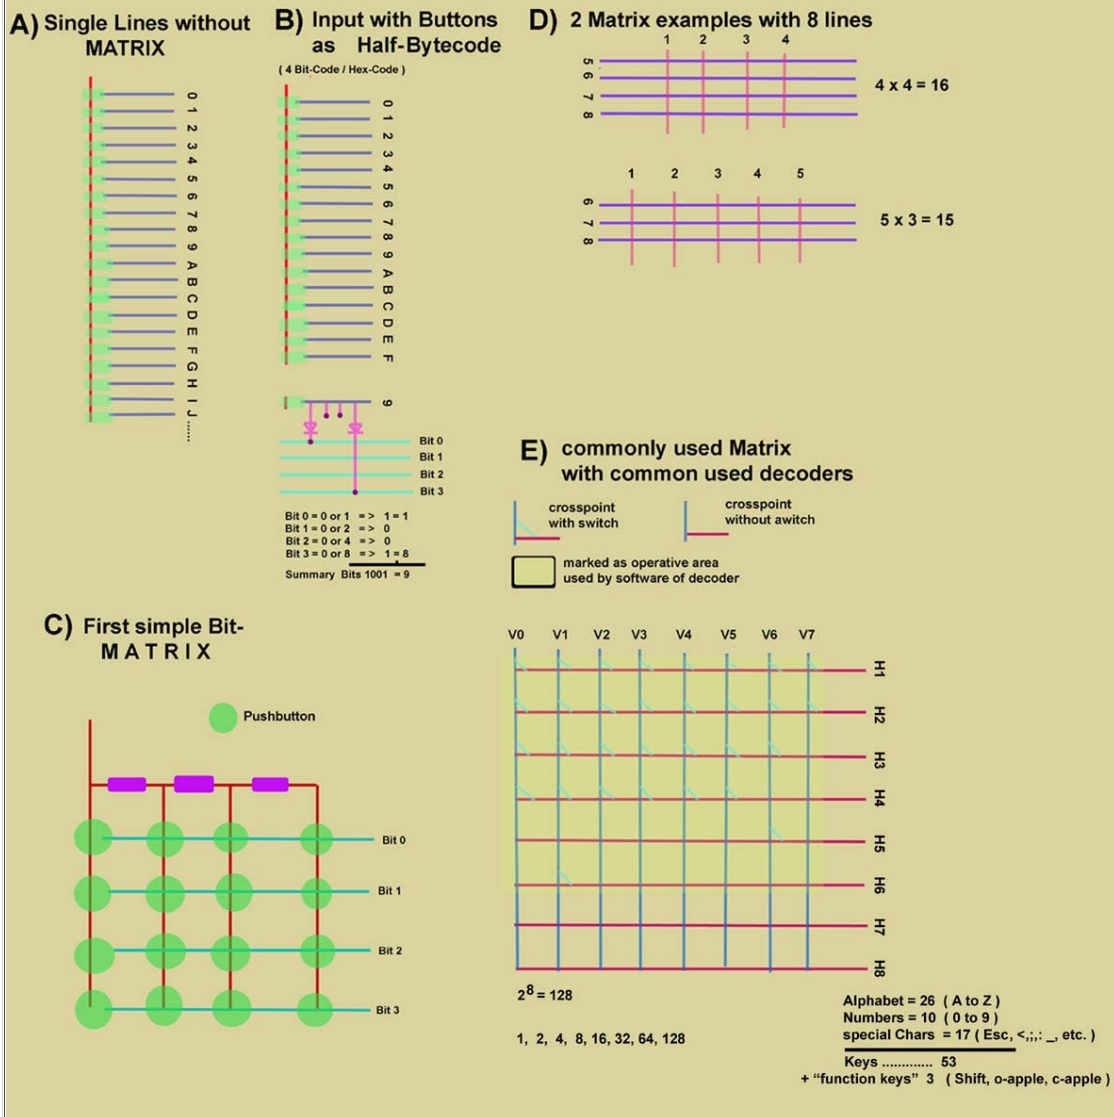 A) Single Lines without
MATRIX
0
1
2
3
4
5
6
7
8
9
A
B
C
D
E
F
G
H
I
J
......
B) Input with Buttons
as Half-Bytecode
( 4 Bit-Code / Hex-Code )
0
1
2
3
4
5
6
7
8
9
A
B
C
D
E
F
9
Bit 0
Bit 1
Bit 2
Bit 3
Bit 0 = 0 or 1 => 1 = 1
Bit 1 = 0 or 2 => 0
Bit 2 = 0 or 4 => 0
Bit 3 = 0 or 8 => 1 = 8
Summary Bits 1001 = 9
C) First simple Bit-
MATRIX
Pushbutton
Bit 0
Bit 1
Bit 2
Bit 3
D) 2 Matrix examples with 8 lines
1 2 3 4
5
6
7
8
4 x 4 = 16
1 2 3 4 5
6
7
8
5 x 3 = 15
E) commonly used Matrix
with common used decoders
crosspoint
with switch
crosspoint
without awitch
marked as operative area
used by software of decoder
V0 V1 V2 V3 V4 V5 V6 V7
H1
H2
H3
H4
H5
H6
H7
H8
2⁸ = 128
1, 2, 4, 8, 16, 32, 64, 128
Alphabet = 26 ( A to Z )
Numbers = 10 ( 0 to 9 )
special Chars = 17 ( Esc, <,;,: _, etc. )
Keys ............. 53
+ “function keys” 3 ( Shift, o-apple, c-apple )